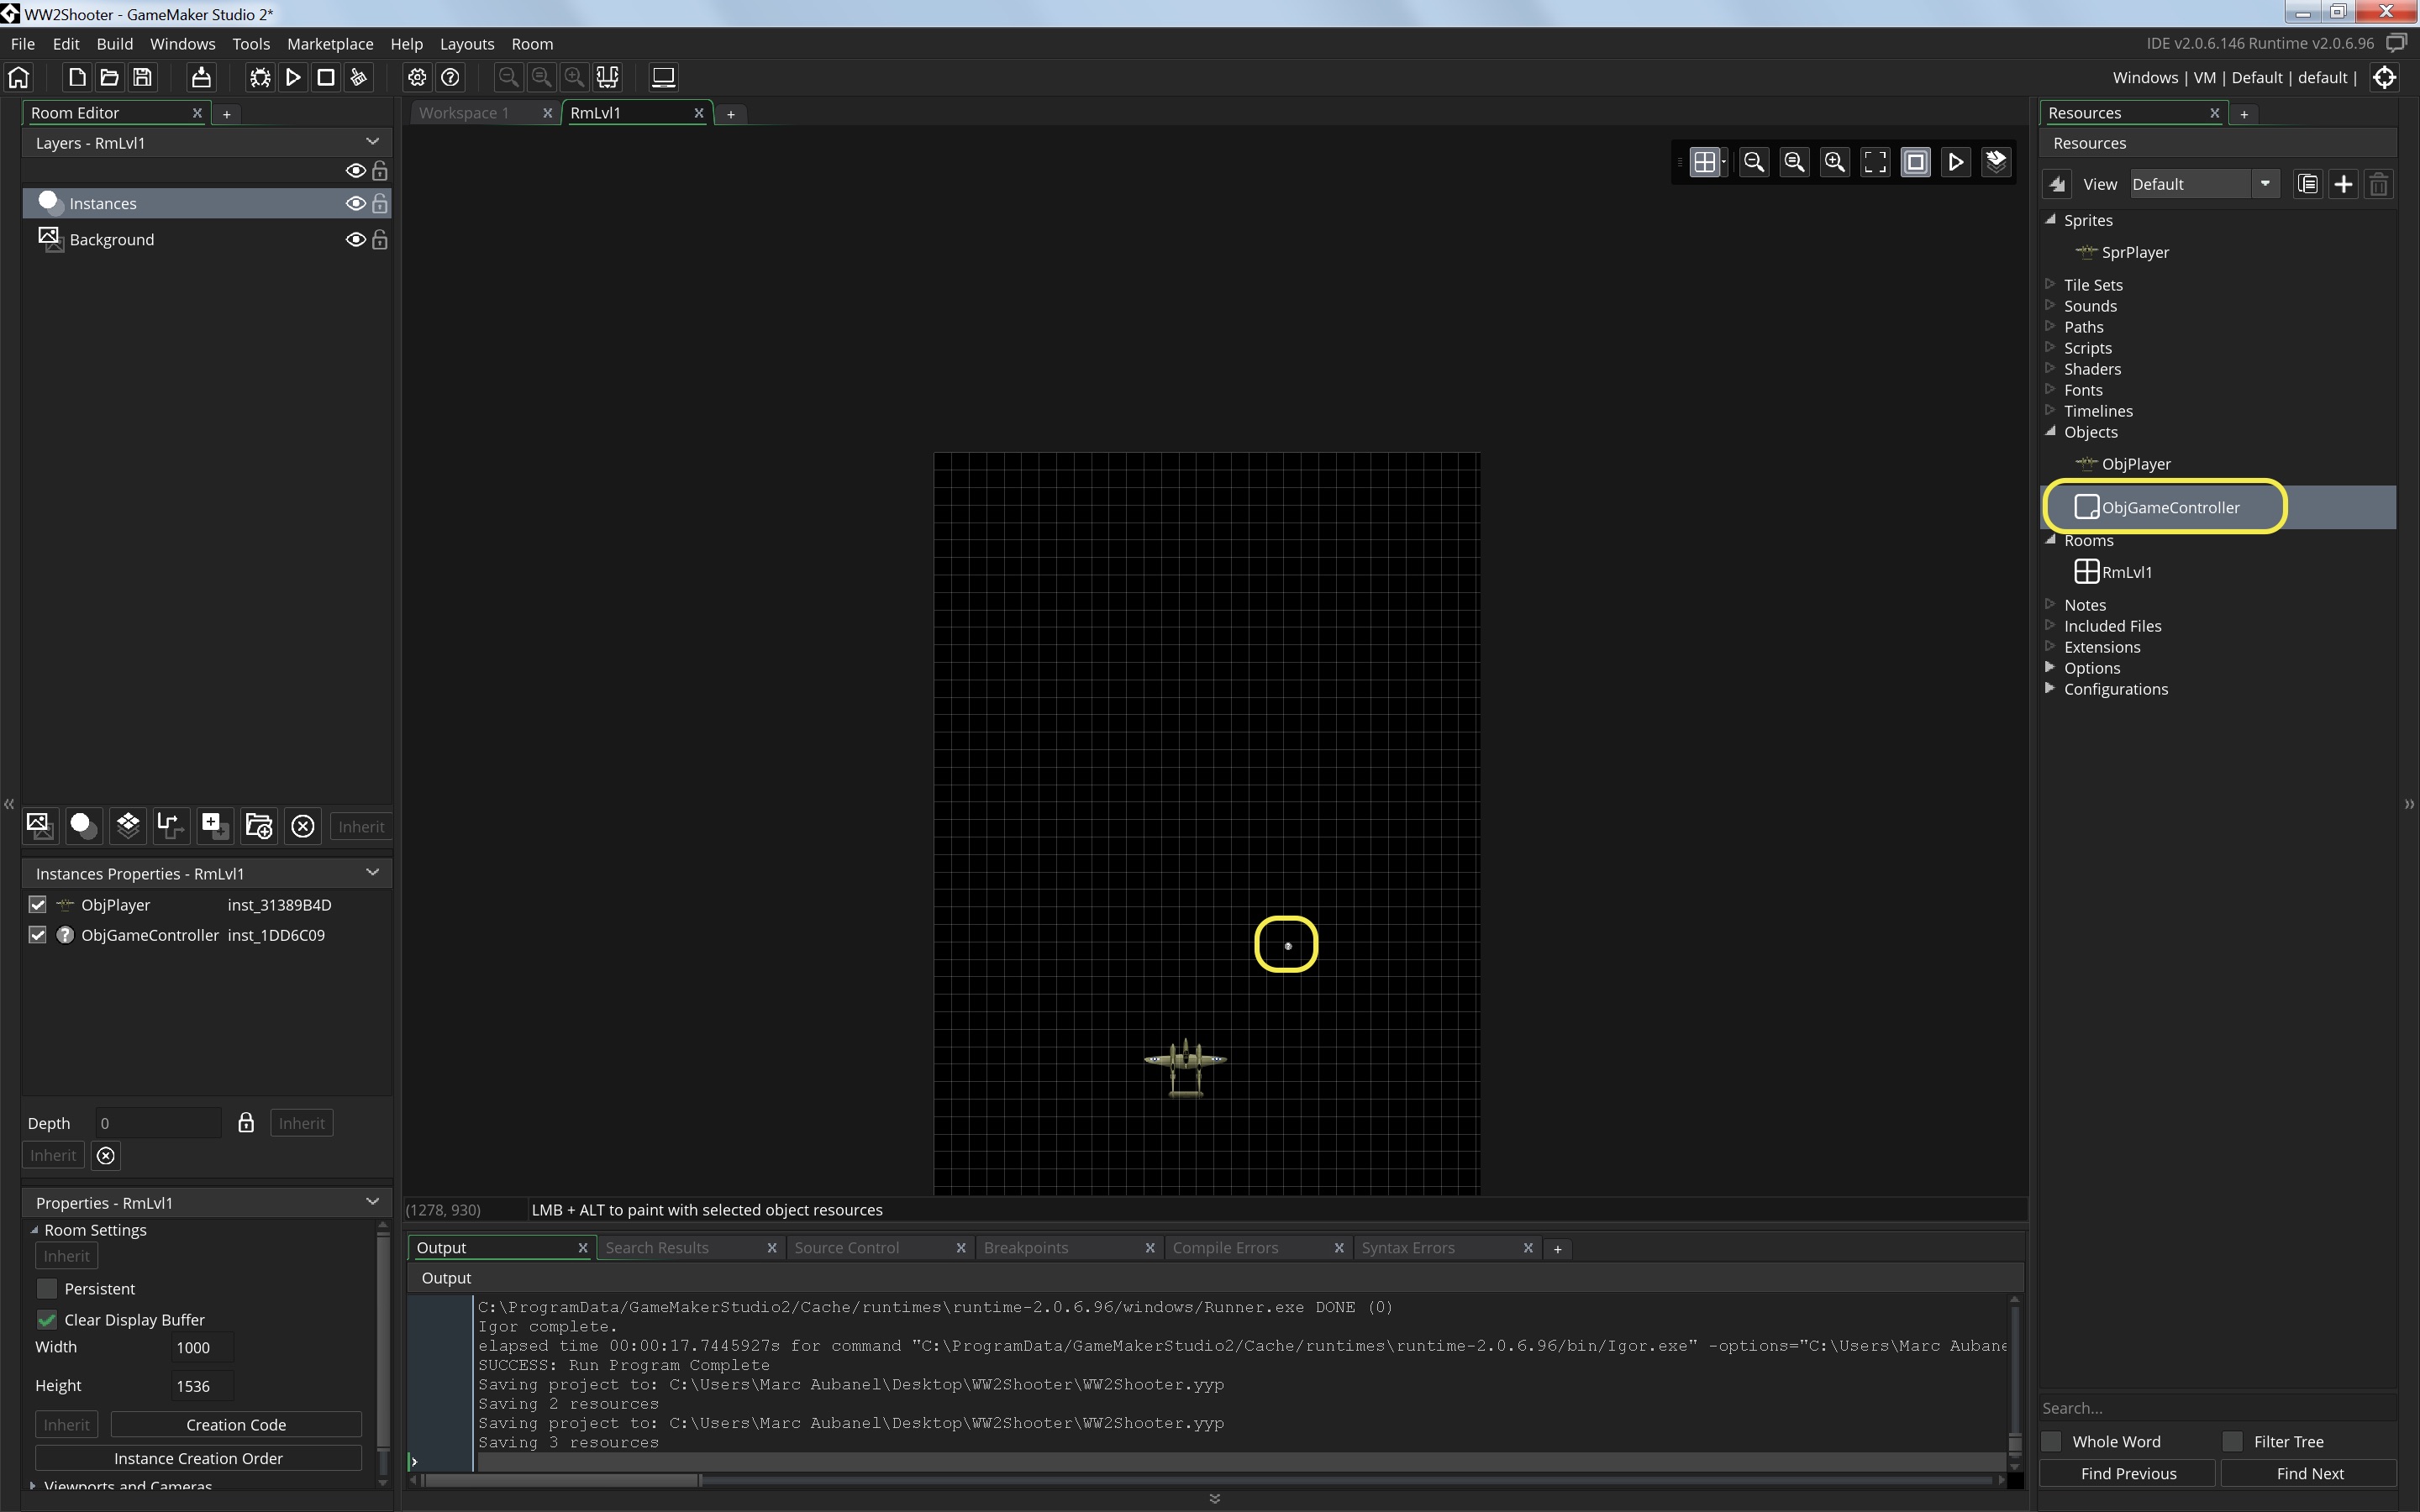 WW2Shooter - GameMaker Studio 2*
File Edit Build Windows Tools Marketplace Help Layouts Room
IDE v2.0.6.146 Runtime v2.0.6.96
Windows | VM | Default | default |
Room Editor X +
Layers - RmLvl1
Instances
Background
Inherit
Instances Properties - RmLvl1
ObjPlayer inst_31389B4D
ObjGameController inst_1DD6C09
Depth 0 Inherit
Inherit
Properties - RmLvl1
Room Settings
Inherit
Persistent
Clear Display Buffer
Width 1000
Height 1536
Inherit Creation Code
Instance Creation Order
Viewports and Cameras
Workspace 1 X RmLvl1 X +
(1278, 930) LMB + ALT to paint with selected object resources
Output X Search Results X Source Control X Breakpoints X Compile Errors X Syntax Errors X +
Output
C:\ProgramData/GameMakerStudio2/Cache/runtimes\runtime-2.0.6.96/windows/Runner.exe DONE (0)
Igor complete.
elapsed time 00:00:17.7445927s for command "C:\ProgramData/GameMakerStudio2/Cache/runtimes\runtime-2.0.6.96/bin/Igor.exe" -options="C:\Users\Marc Aubane
SUCCESS: Run Program Complete
Saving project to: C:\Users\Marc Aubanel\Desktop\WW2Shooter\WW2Shooter.yyp
Saving 2 resources
Saving project to: C:\Users\Marc Aubanel\Desktop\WW2Shooter\WW2Shooter.yyp
Saving 3 resources
Resources X +
Resources
View Default
Sprites
SprPlayer
Tile Sets
Sounds
Paths
Scripts
Shaders
Fonts
Timelines
Objects
ObjPlayer
ObjGameController
Rooms
RmLvl1
Notes
Included Files
Extensions
Options
Configurations
Search...
Whole Word Filter Tree
Find Previous Find Next